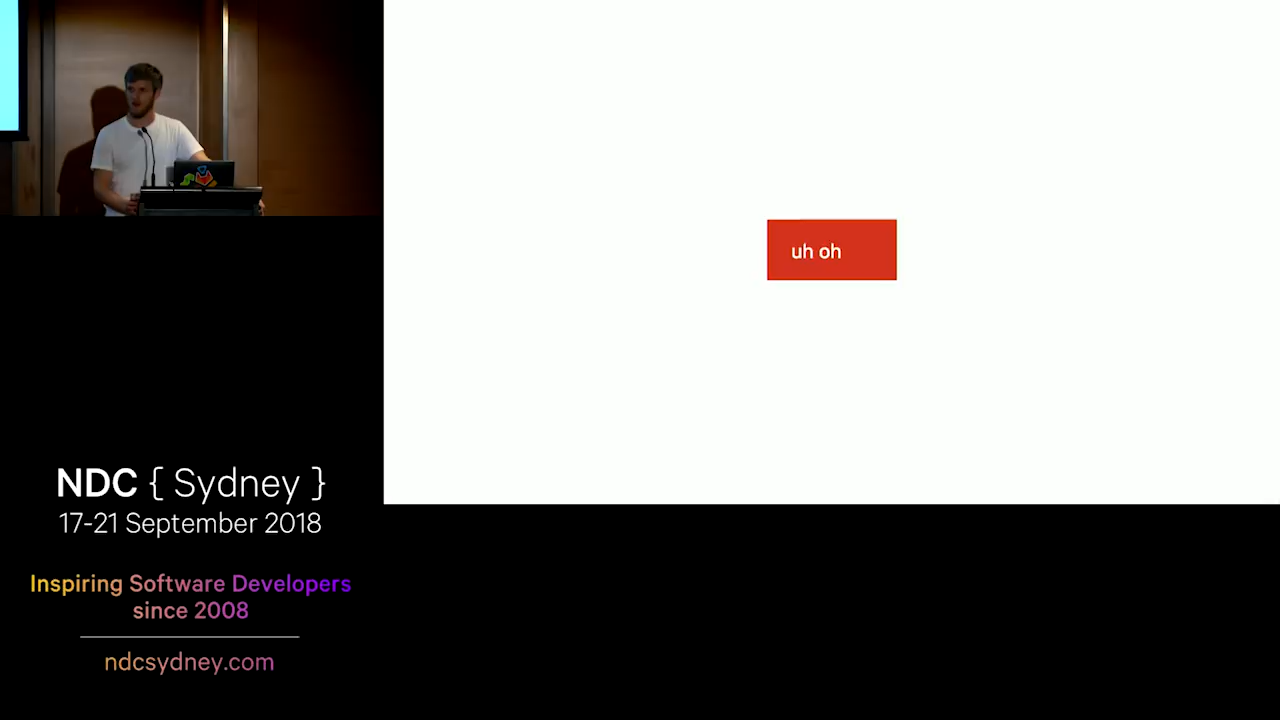 uh oh
NDC { Sydney }
17-21 September 2018
Inspiring Software Developers
since 2008
ndcsydney.com